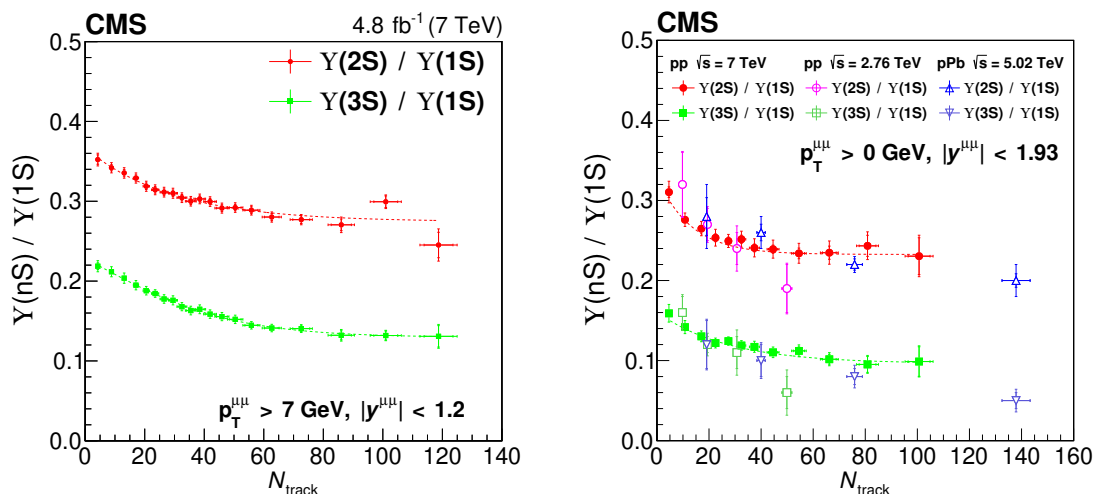 CMS
4.8 fb⁻¹ (7 TeV)
ϒ(nS) / ϒ(1S)
0.5
0.4
0.3
0.2
0.1
0.0
ϒ(2S) / ϒ(1S)
ϒ(3S) / ϒ(1S)
p_T^μμ > 7 GeV, |y^μμ| < 1.2
0 20 40 60 80 100 120 140
N_track
CMS
ϒ(nS) / ϒ(1S)
0.5
0.4
0.3
0.2
0.1
0.0
pp √s = 7 TeV pp √s = 2.76 TeV pPb √s = 5.02 TeV
ϒ(2S) / ϒ(1S) ϒ(2S) / ϒ(1S) ϒ(2S) / ϒ(1S)
ϒ(3S) / ϒ(1S) ϒ(3S) / ϒ(1S) ϒ(3S) / ϒ(1S)
p_T^μμ > 0 GeV, |y^μμ| < 1.93
0 20 40 60 80 100 120 140 160
N_track